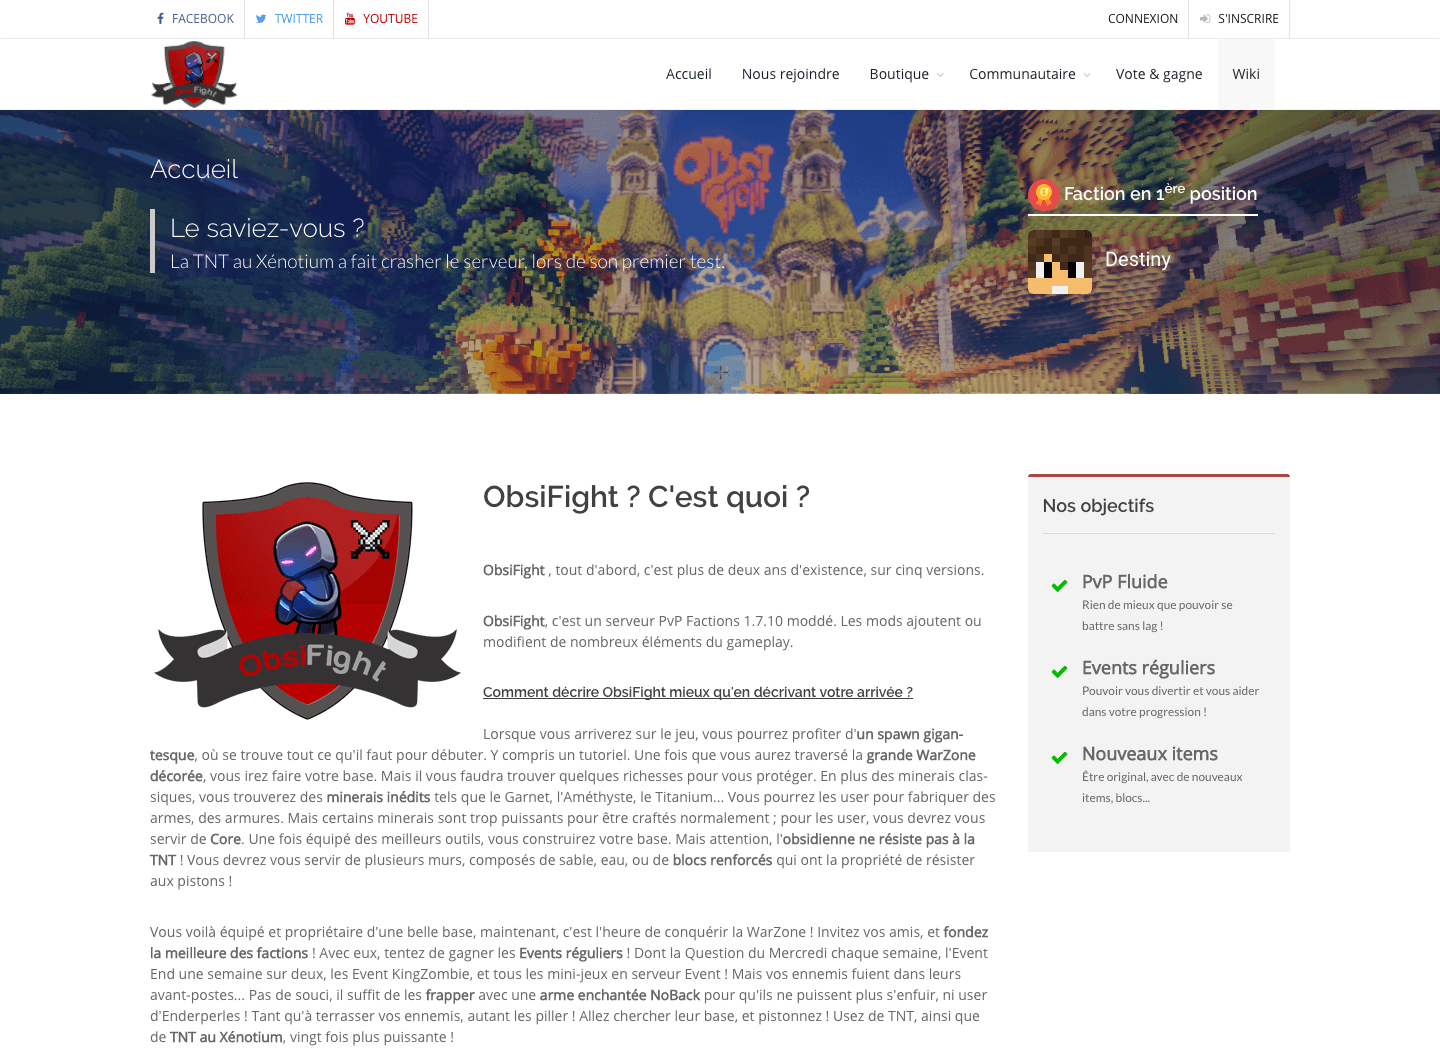 FACEBOOK TWITTER YOUTUBE CONNEXION S'INSCRIRE
ObsiFight
Accueil Nous rejoindre Boutique Communautaire Vote & gagne Wiki
OBSI
FIGHT
Accueil
Faction en 1ère position
Le saviez-vous ?
La TNT au Xénotium a fait crasher le serveur, lors de son premier test.
Destiny
ObsiFight
ObsiFight ? C'est quoi ?
ObsiFight , tout d'abord, c'est plus de deux ans d'existence, sur cinq versions.
ObsiFight, c'est un serveur PvP Factions 1.7.10 moddé. Les mods ajoutent ou
modifient de nombreux éléments du gameplay.
Comment décrire ObsiFight mieux qu'en décrivant votre arrivée ?
Lorsque vous arriverez sur le jeu, vous pourrez profiter d'un spawn gigan-
tesque, où se trouve tout ce qu'il faut pour débuter. Y compris un tutoriel. Une fois que vous aurez traversé la grande WarZone
décorée, vous irez faire votre base. Mais il vous faudra trouver quelques richesses pour vous protéger. En plus des minerais clas-
siques, vous trouverez des minerais inédits tels que le Garnet, l'Améthyste, le Titanium... Vous pourrez les user pour fabriquer des
armes, des armures. Mais certains minerais sont trop puissants pour être craftés normalement ; pour les user, vous devrez vous
servir de Core. Une fois équipé des meilleurs outils, vous construirez votre base. Mais attention, l'obsidienne ne résiste pas à la
TNT ! Vous devrez vous servir de plusieurs murs, composés de sable, eau, ou de blocs renforcés qui ont la propriété de résister
aux pistons !
Vous voilà équipé et propriétaire d'une belle base, maintenant, c'est l'heure de conquérir la WarZone ! Invitez vos amis, et fondez
la meilleure des factions ! Avec eux, tentez de gagner les Events réguliers ! Dont la Question du Mercredi chaque semaine, l'Event
End une semaine sur deux, les Event KingZombie, et tous les mini-jeux en serveur Event ! Mais vos ennemis fuient dans leurs
avant-postes... Pas de souci, il suffit de les frapper avec une arme enchantée NoBack pour qu'ils ne puissent plus s'enfuir, ni user
d'Enderperles ! Tant qu'à terrasser vos ennemis, autant les piller ! Allez chercher leur base, et pistonnez ! Usez de TNT, ainsi que
de TNT au Xénotium, vingt fois plus puissante !
Nos objectifs
PvP Fluide
Rien de mieux que pouvoir se
battre sans lag !
Events réguliers
Pouvoir vous divertir et vous aider
dans votre progression !
Nouveaux items
Être original, avec de nouveaux
items, blocs...